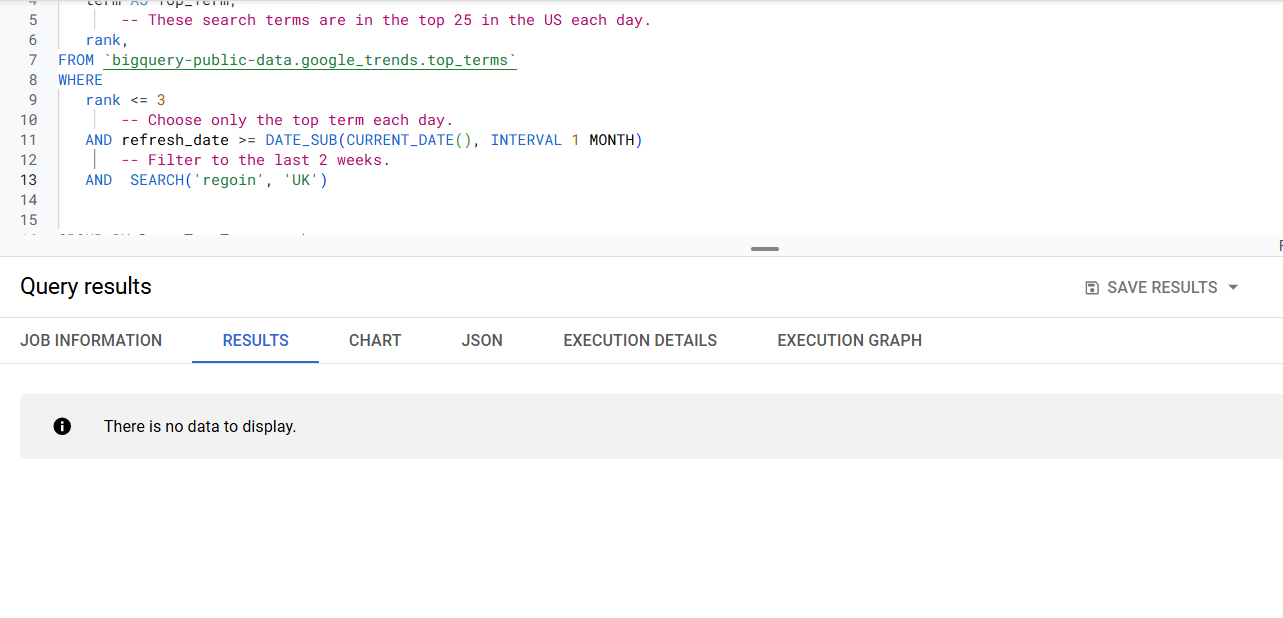 term AS Top_Term,
5 -- These search terms are in the top 25 in the US each day.
6 rank,
7 FROM `bigquery-public-data.google_trends.top_terms`
8 WHERE
9 rank <= 3
10 -- Choose only the top term each day.
11 AND refresh_date >= DATE_SUB(CURRENT_DATE(), INTERVAL 1 MONTH)
12 -- Filter to the last 2 weeks.
13 AND SEARCH('regoin', 'UK')
14
15
Query results
SAVE RESULTS
JOB INFORMATION RESULTS CHART JSON EXECUTION DETAILS EXECUTION GRAPH
There is no data to display.